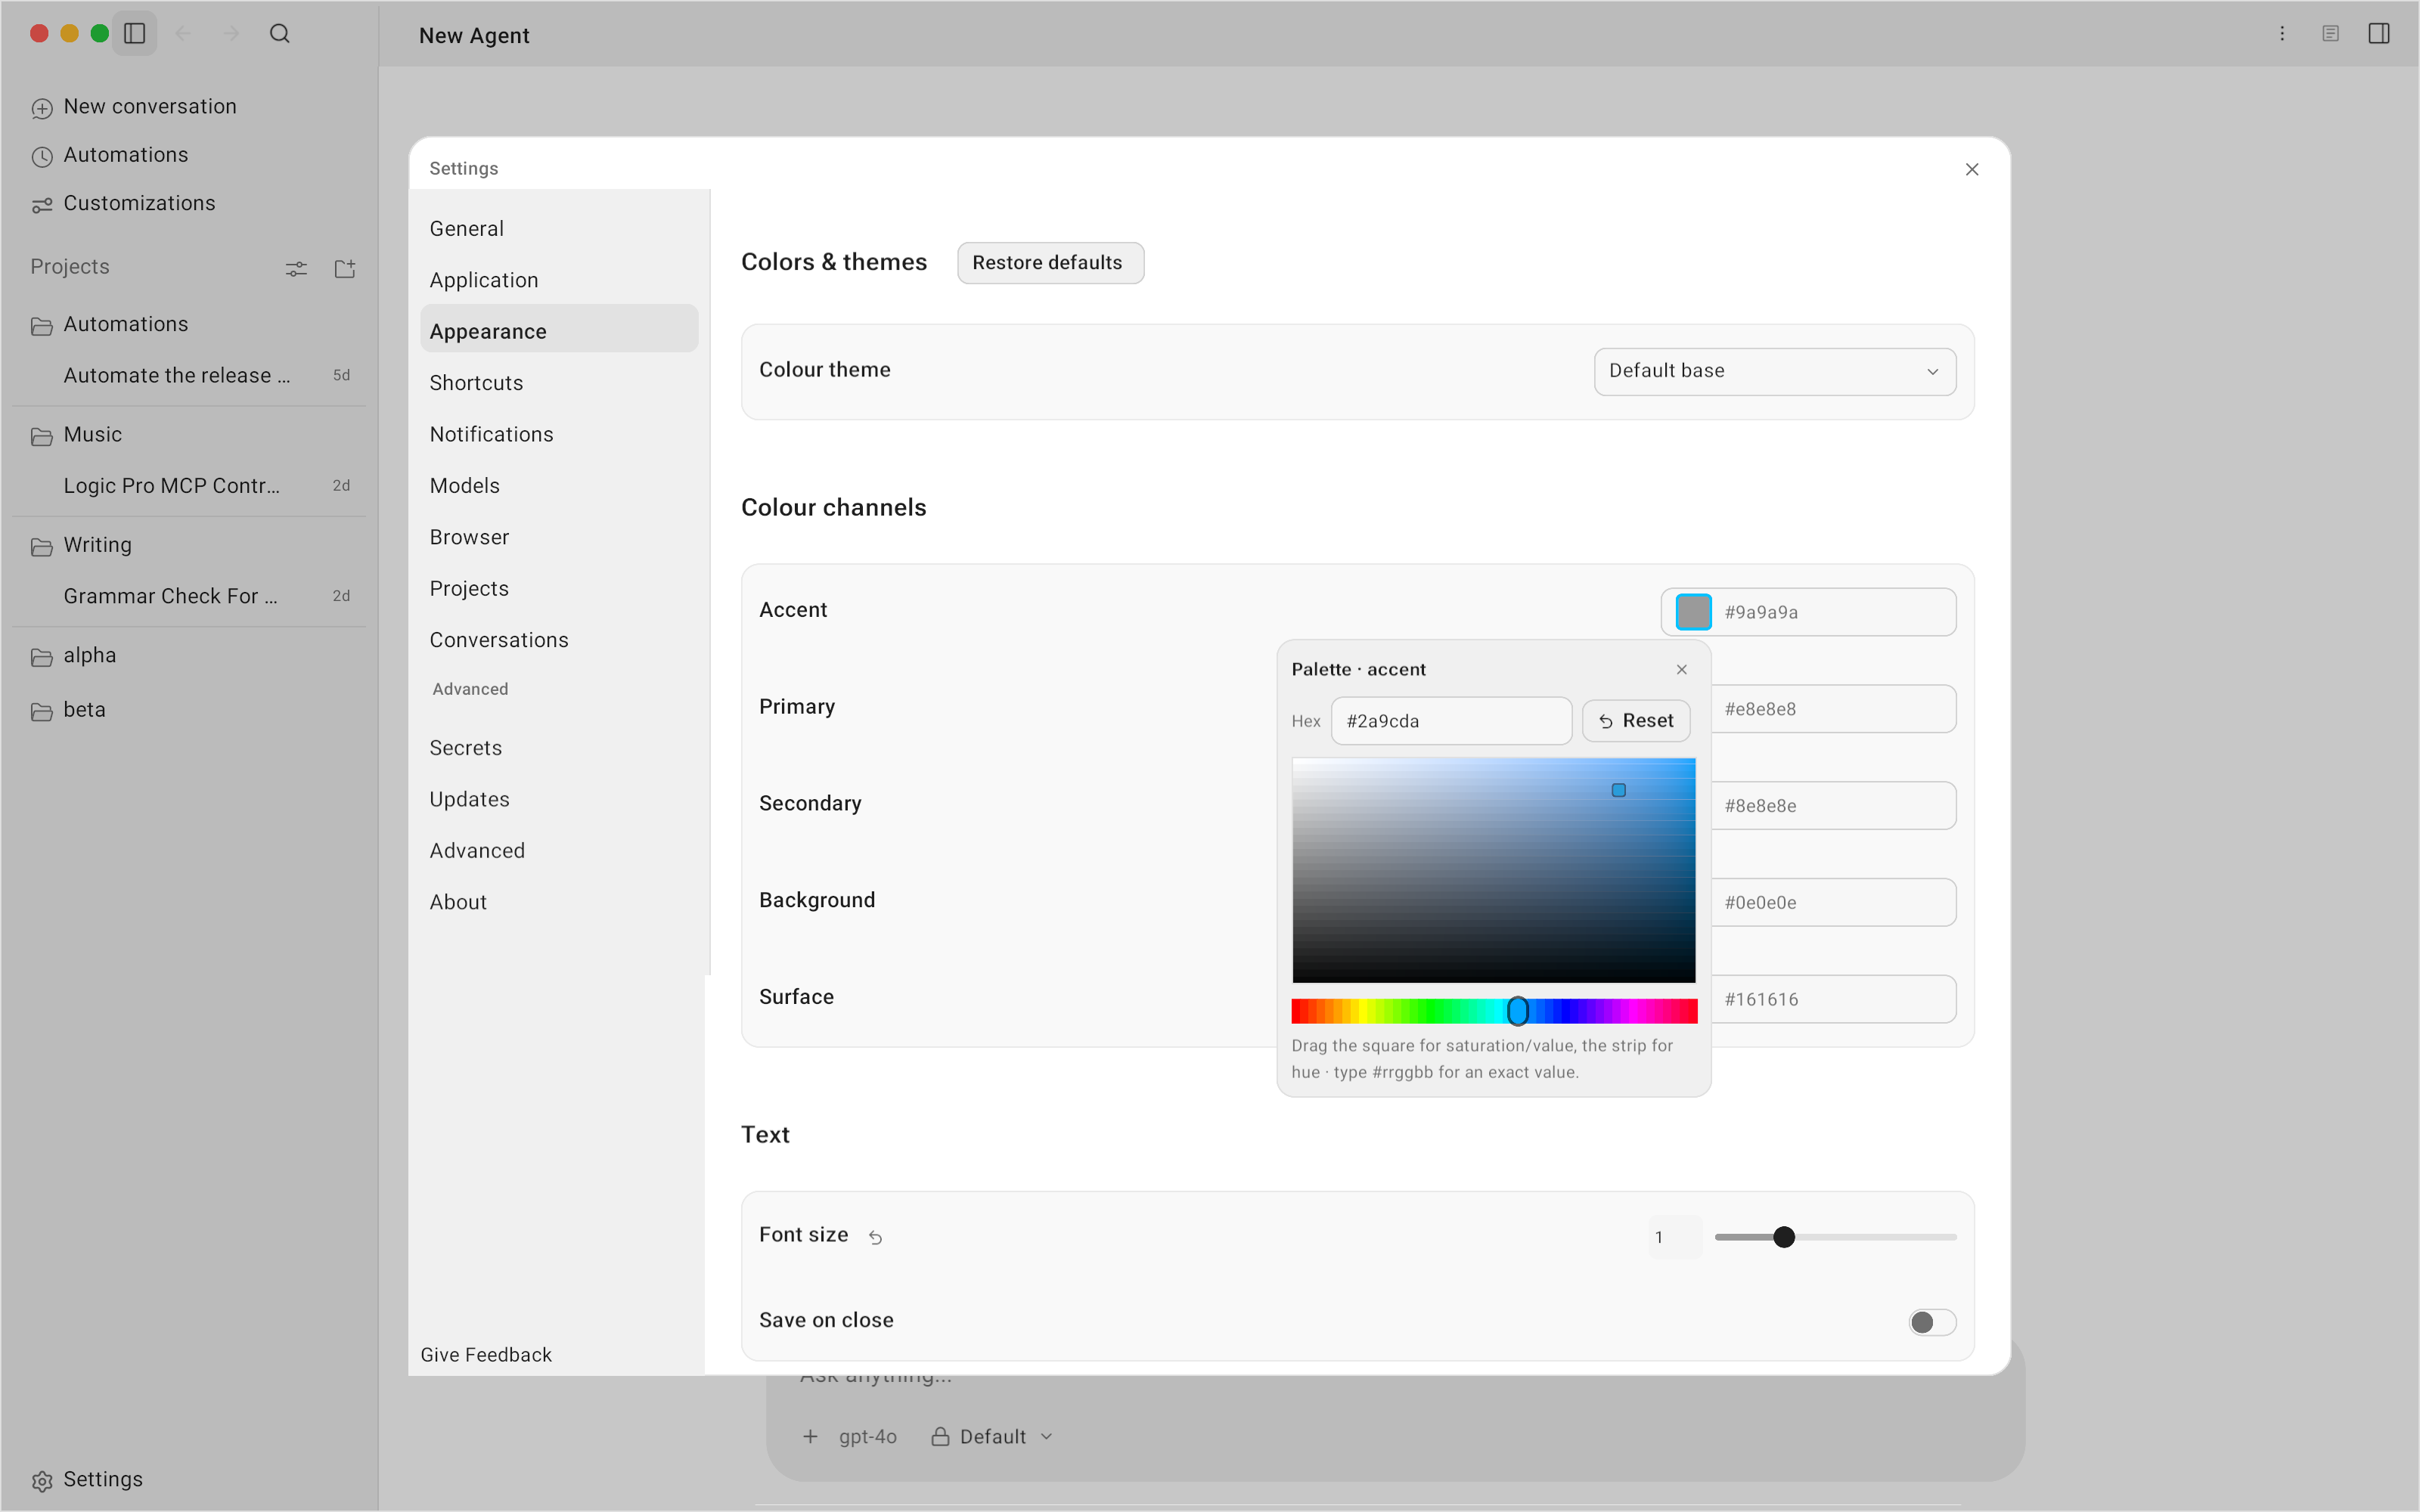 New Agent
New conversation
Automations
Customizations
Projects
Automations
Automate the release ... 5d
Music
Logic Pro MCP Contr... 2d
Writing
Grammar Check For ... 2d
alpha
beta
Settings
Settings
General
Application
Appearance
Shortcuts
Notifications
Models
Browser
Projects
Conversations
Advanced
Secrets
Updates
Advanced
About
Give Feedback
Colors & themes
Restore defaults
Colour theme
Default base
Colour channels
Accent
#9a9a9a
Primary
#e8e8e8
Secondary
#8e8e8e
Background
#0e0e0e
Surface
#161616
Palette · accent
Hex
#2a9cda
Reset
Drag the square for saturation/value, the strip for
hue · type #rrggbb for an exact value.
Text
Font size
1
Save on close
Ask anything...
gpt-4o
Default